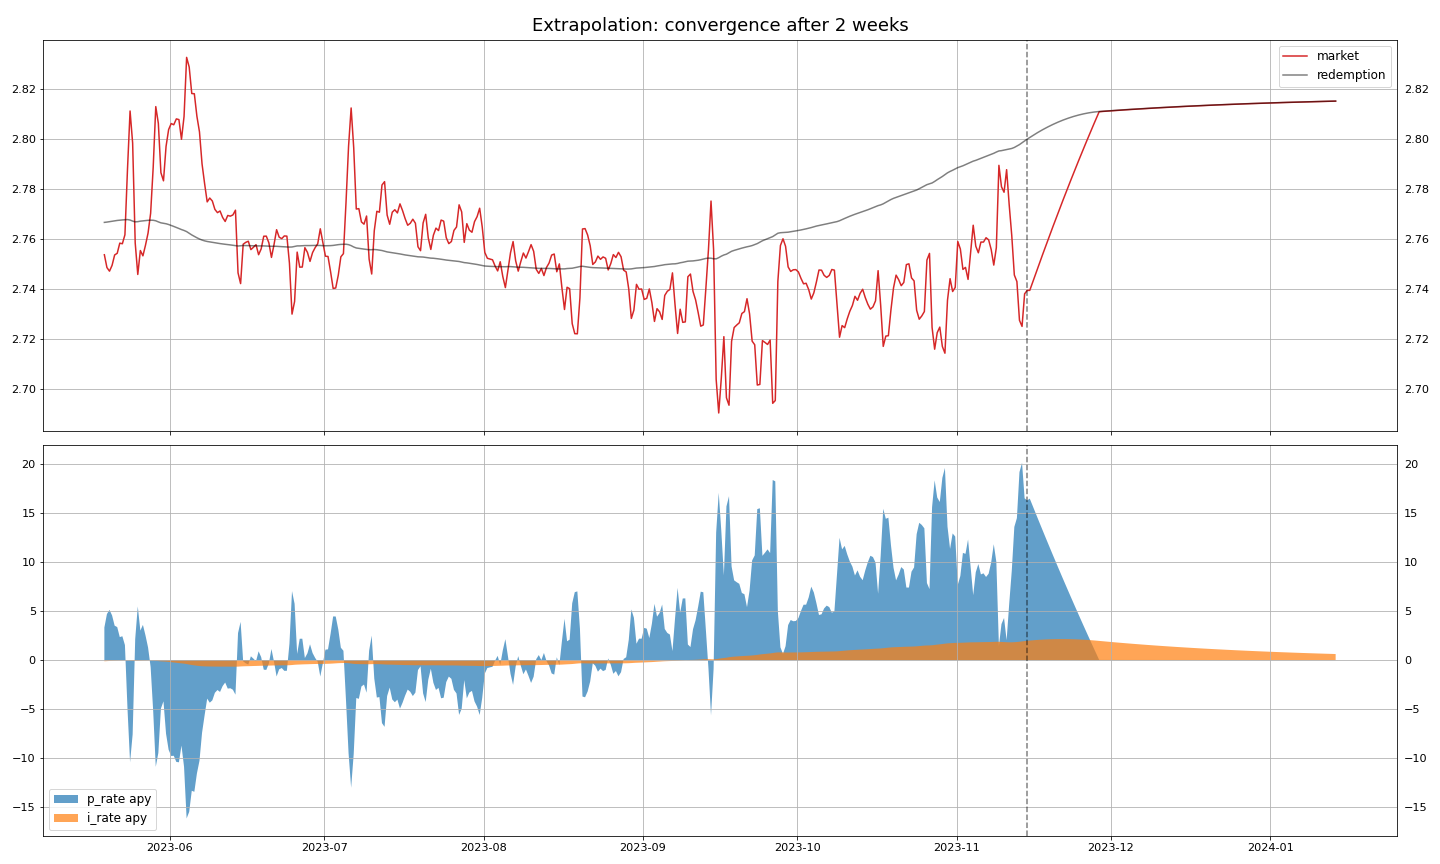 Extrapolation: convergence after 2 weeks
market
redemption
2.82 2.82
2.80 2.80
2.78 2.78
2.76 2.76
2.74 2.74
2.72 2.72
2.70 2.70
20 20
15 15
10 10
5 5
0 0
−5 −5
−10 −10
−15 −15
p_rate apy
i_rate apy
2023-06 2023-07 2023-08 2023-09 2023-10 2023-11 2023-12 2024-01